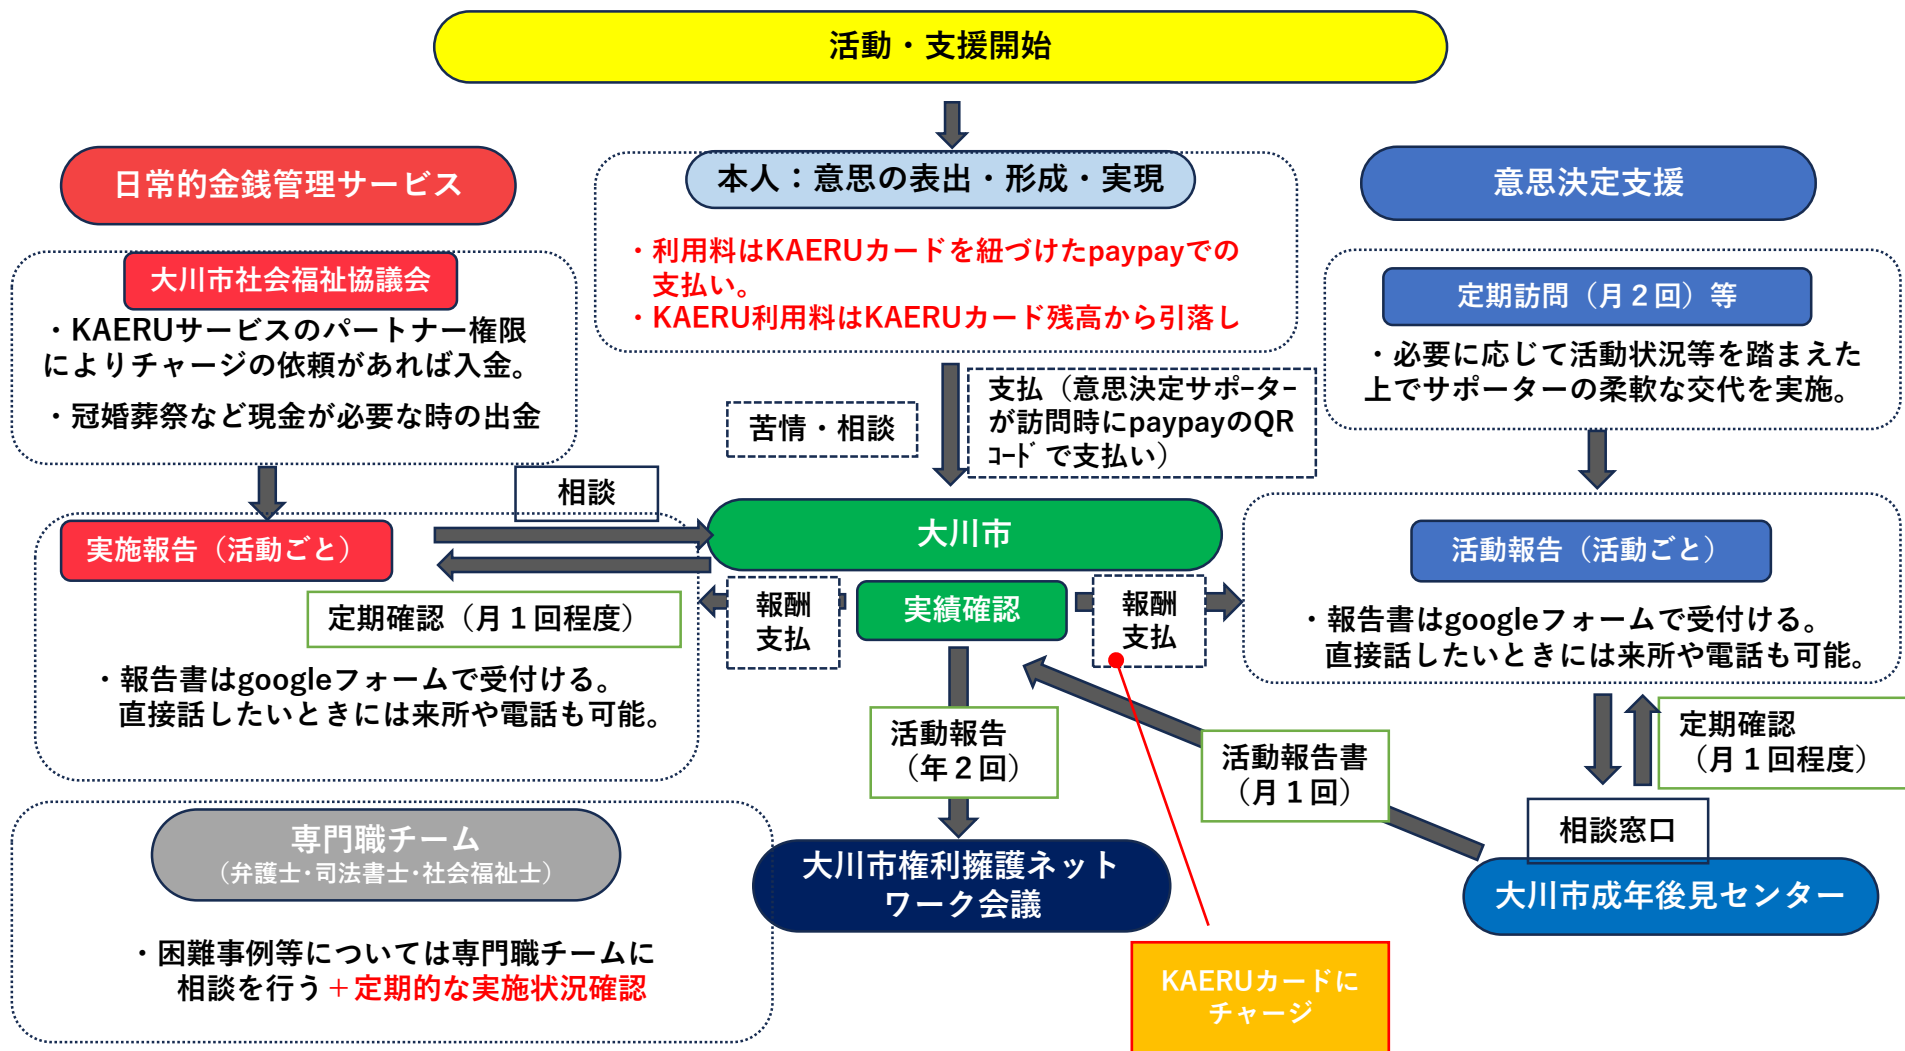 活動・支援開始
日常的金銭管理サービス
本人：意思の表出・形成・実現
意思決定支援
・利用料はKAERUカードを紐づけたpaypayでの
支払い。
・KAERU利用料はKAERUカード残高から引落し
大川市社会福祉協議会
・KAERUサービスのパートナー権限
によりチャージの依頼があれば入金。
・冠婚葬祭など現金が必要な時の出金
定期訪問（月２回）等
・必要に応じて活動状況等を踏まえた
上でサポーターの柔軟な交代を実施。
苦情・相談
支払（意思決定サポーター
が訪問時にpaypayのQR
ｺｰﾄﾞで支払い）
相談
大川市
実施報告（活動ごと）
活動報告（活動ごと）
定期確認（月１回程度）
報酬
支払
実績確認
報酬
支払
・報告書はgoogleフォームで受付ける。
直接話したいときには来所や電話も可能。
・報告書はgoogleフォームで受付ける。
直接話したいときには来所や電話も可能。
活動報告
（年２回）
活動報告書
（月１回）
定期確認
（月１回程度）
相談窓口
専門職チーム
（弁護士・司法書士・社会福祉士）
大川市権利擁護ネット
ワーク会議
大川市成年後見センター
・困難事例等については専門職チームに
相談を行う＋定期的な実施状況確認
KAERUカードに
チャージ